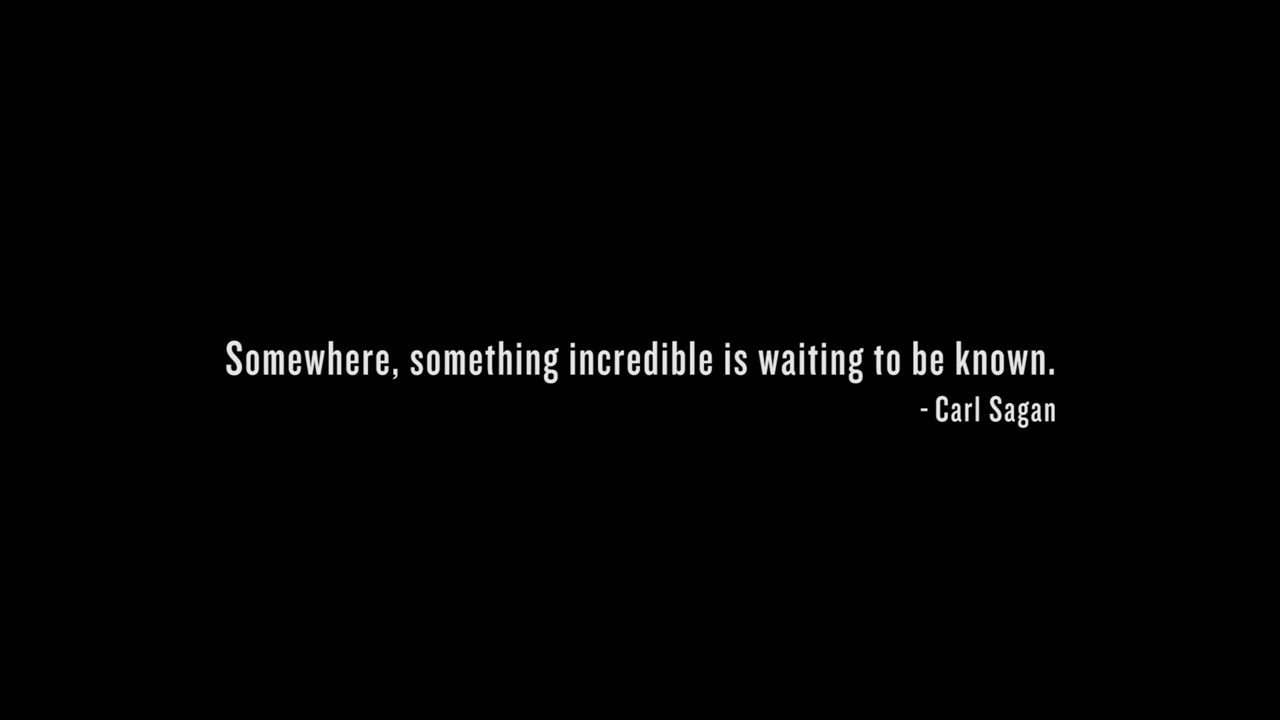 Somewhere, something incredible is waiting to be known.
- Carl Sagan